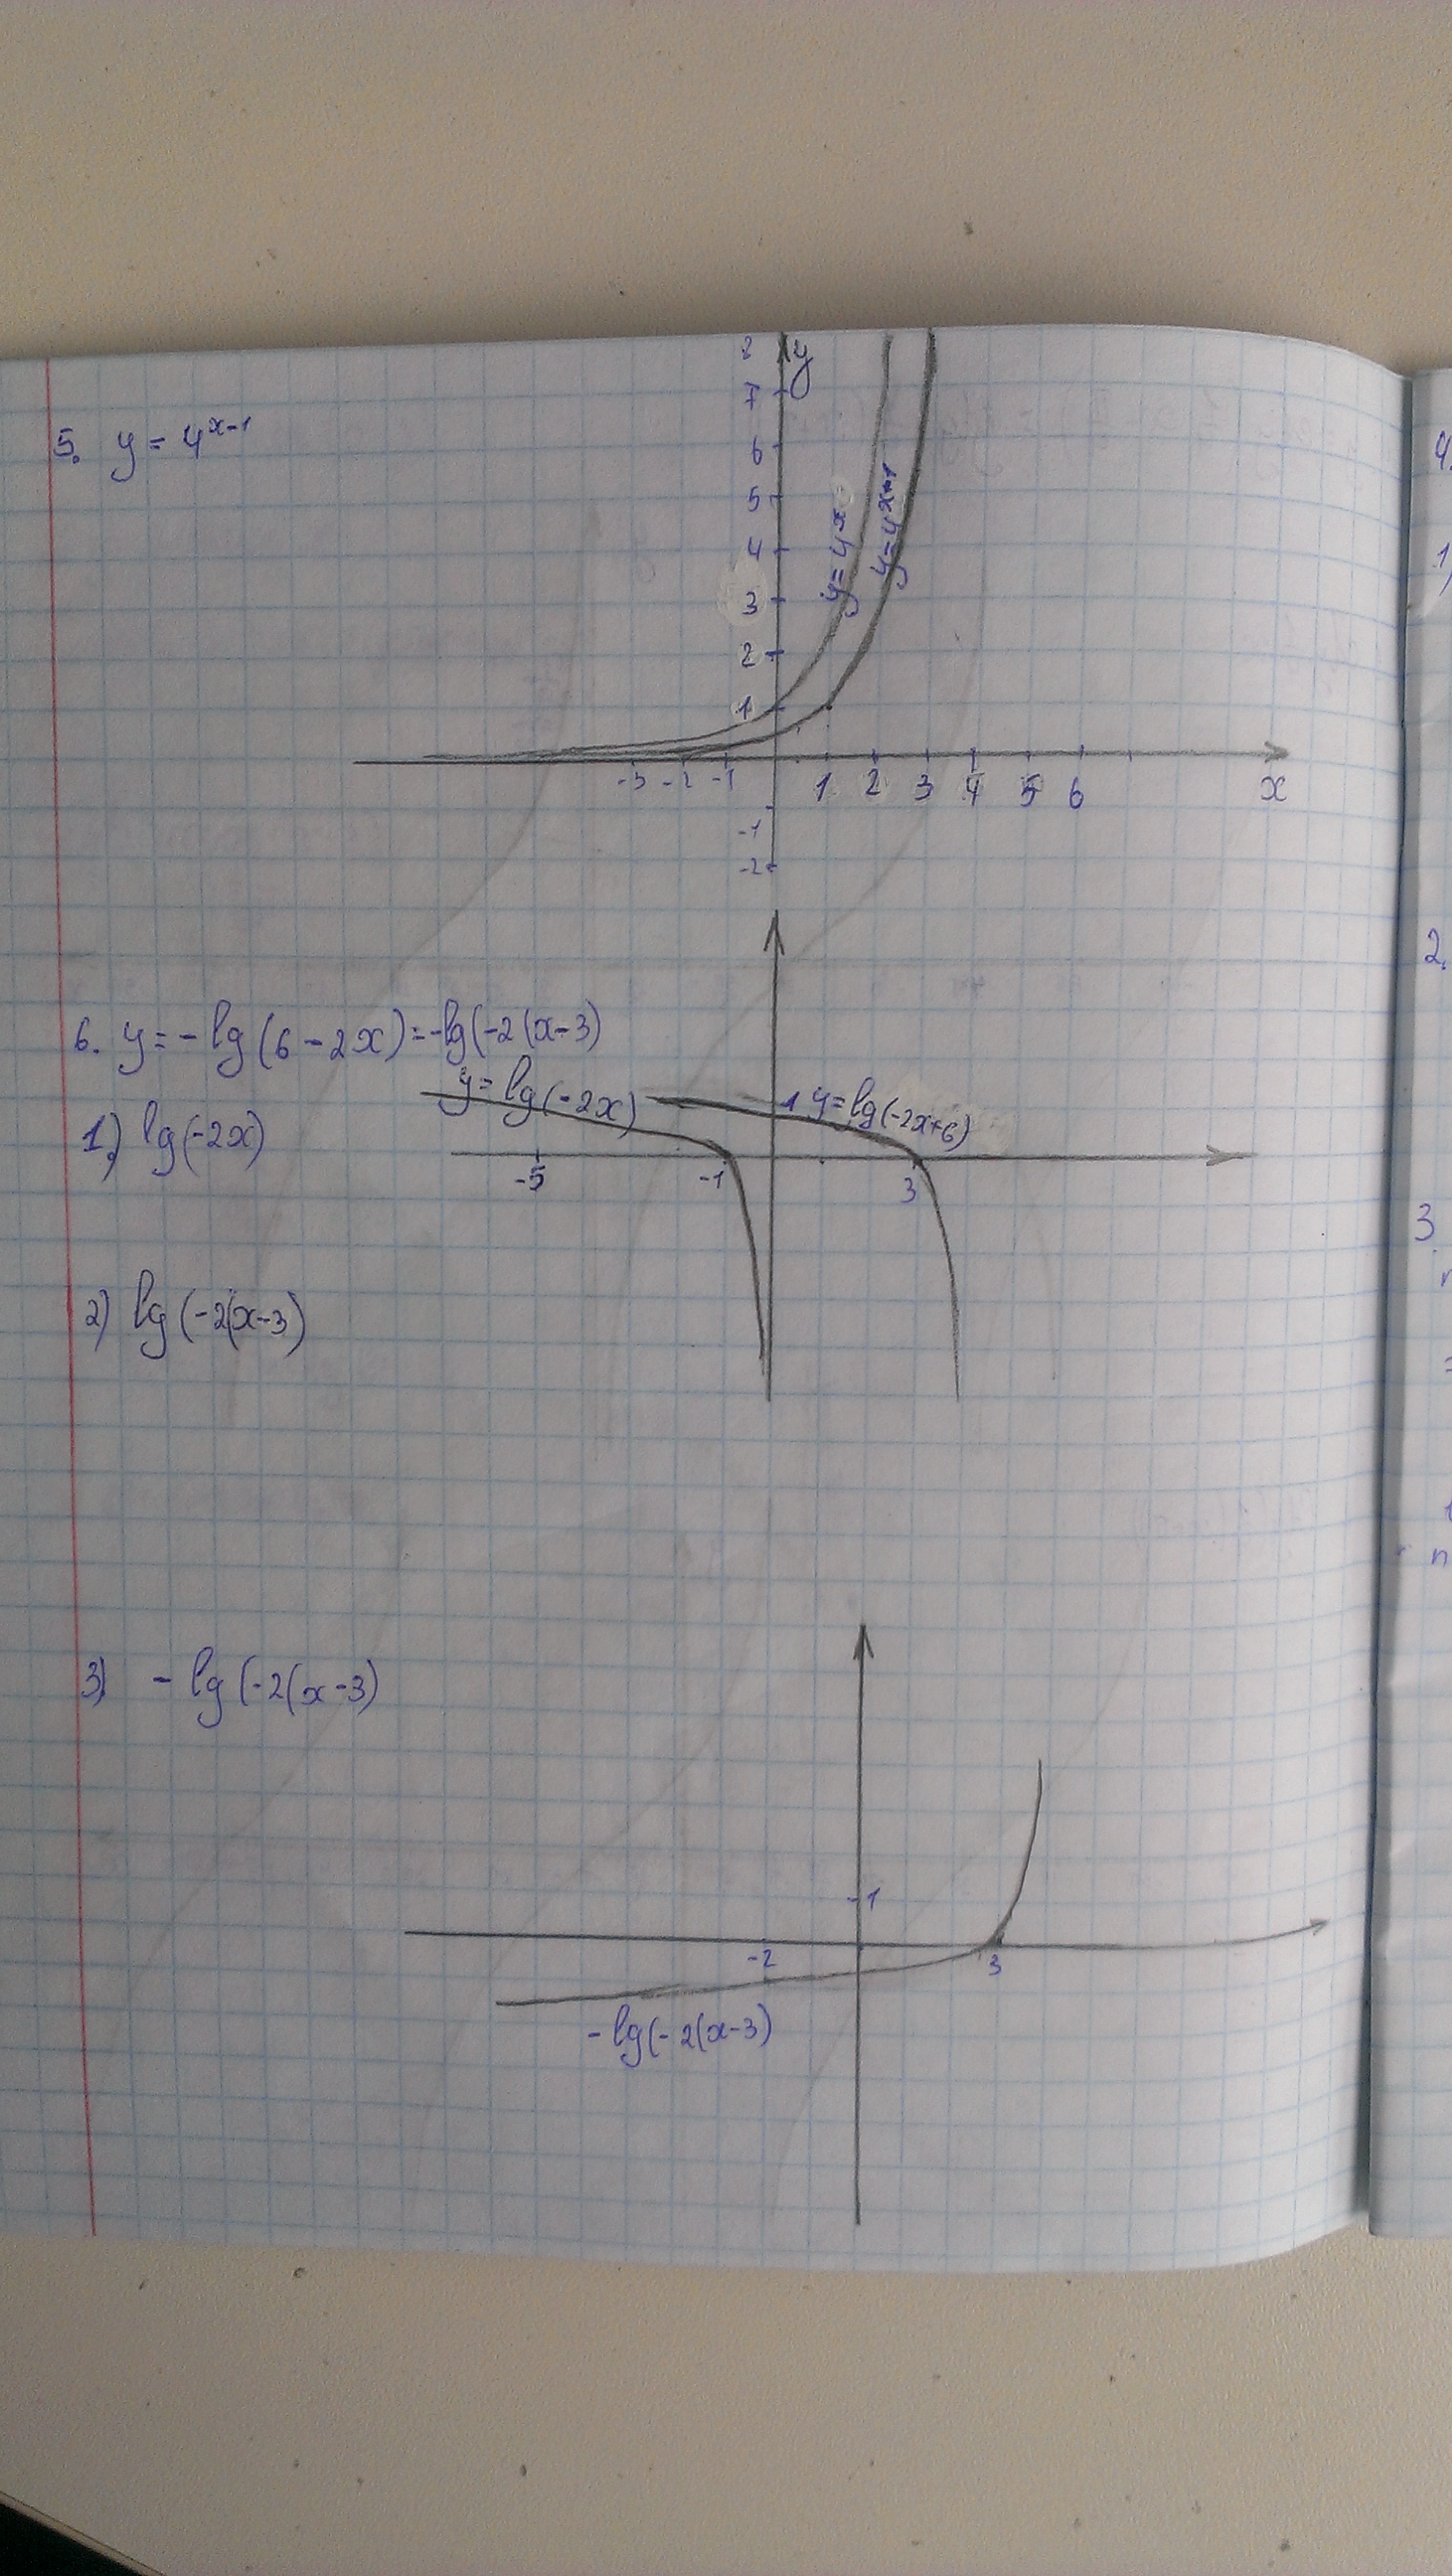 5. y = 4^{x-1}
8 y
7
6
5
4
3
2
1
y = 4^x
y = 4^{x-1}
-3 -2 -1 1 2 3 4 5 6 x
-1
-2
6. y = -lg(6-2x) = -lg(-2(x-3)
y = lg(-2x) 1 y = lg(-2x+6)
1) lg(-2x)
-5 -1 3
2) lg(-2(x-3)
3) -lg(-2(x-3)
1
-2 3
-lg(-2(x-3)
4.
1)
2.
3